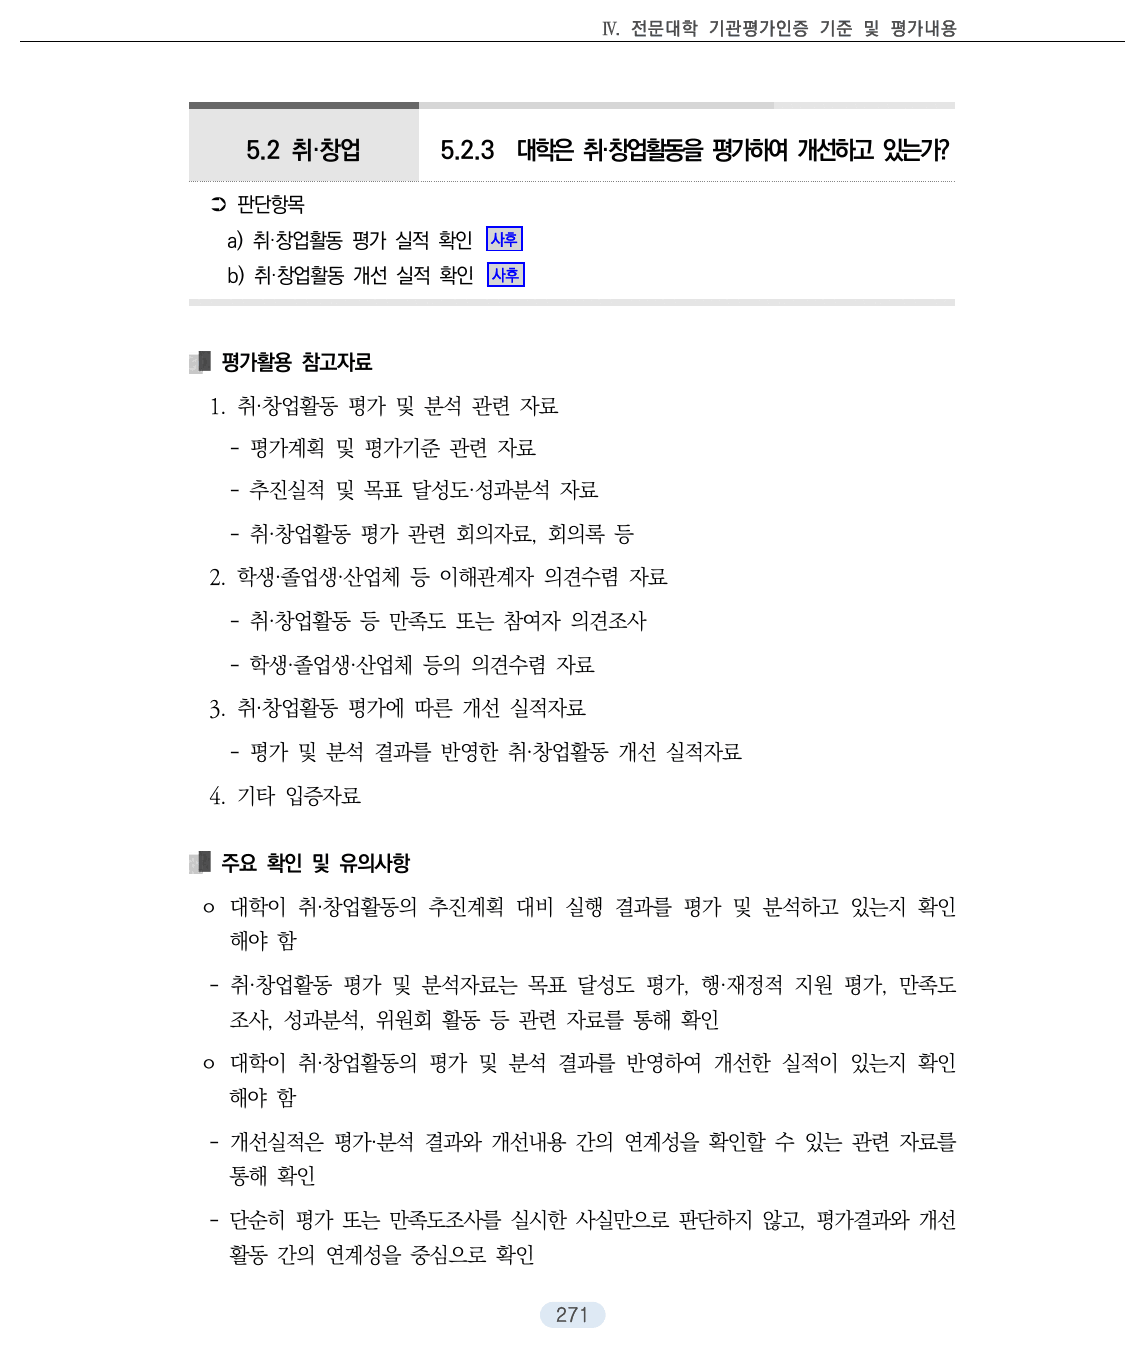 Ⅳ. 전문대학 기관평가인증 기준 및 평가내용
5.2 취·창업
5.2.3 대학은 취·창업활동을 평가하여 개선하고 있는가?
➲ 판단항목
a) 취·창업활동 평가 실적 확인 사후
b) 취·창업활동 개선 실적 확인 사후
평가활용 참고자료
1. 취·창업활동 평가 및 분석 관련 자료
- 평가계획 및 평가기준 관련 자료
- 추진실적 및 목표 달성도·성과분석 자료
- 취·창업활동 평가 관련 회의자료, 회의록 등
2. 학생·졸업생·산업체 등 이해관계자 의견수렴 자료
- 취·창업활동 등 만족도 또는 참여자 의견조사
- 학생·졸업생·산업체 등의 의견수렴 자료
3. 취·창업활동 평가에 따른 개선 실적자료
- 평가 및 분석 결과를 반영한 취·창업활동 개선 실적자료
4. 기타 입증자료
주요 확인 및 유의사항
ㅇ 대학이 취·창업활동의 추진계획 대비 실행 결과를 평가 및 분석하고 있는지 확인
해야 함
- 취·창업활동 평가 및 분석자료는 목표 달성도 평가, 행·재정적 지원 평가, 만족도
조사, 성과분석, 위원회 활동 등 관련 자료를 통해 확인
ㅇ 대학이 취·창업활동의 평가 및 분석 결과를 반영하여 개선한 실적이 있는지 확인
해야 함
- 개선실적은 평가·분석 결과와 개선내용 간의 연계성을 확인할 수 있는 관련 자료를
통해 확인
- 단순히 평가 또는 만족도조사를 실시한 사실만으로 판단하지 않고, 평가결과와 개선
활동 간의 연계성을 중심으로 확인
271